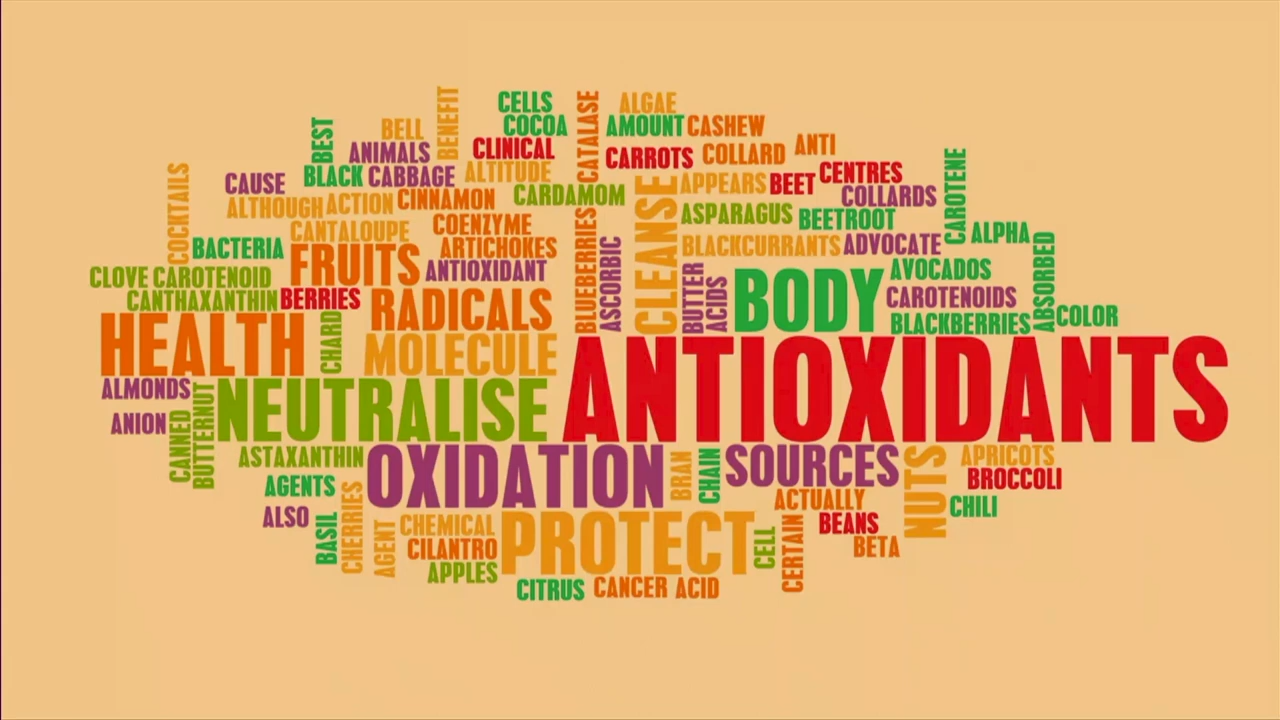 BENEFIT
CELLS
CATALASE
ALGAE
BEST
BELL
COCOA
AMOUNT
CASHEW
ANIMALS
CLINICAL
CARROTS
COLLARD
ANTI
COCKTAILS
CAUSE
BLACK
CABBAGE
ALTITUDE
CLEANSE
APPEARS
BEET
CENTRES
CAROTENE
ALTHOUGH
ACTION
CINNAMON
CARDAMOM
COLLARDS
CANTALOUPE
COENZYME
BLUEBERRIES
ASPARAGUS
BEETROOT
ALPHA
BACTERIA
ARTICHOKES
ASCORBIC
BLACKCURRANTS
ADVOCATE
ABSORBED
CLOVE
CAROTENOID
FRUITS
ANTIOXIDANT
BUTTER
ACIDS
BODY
AVOCADOS
CANTHAXANTHIN
BERRIES
RADICALS
CAROTENOIDS
HEALTH
CHARD
BLACKBERRIES
COLOR
MOLECULE
ANTIOXIDANTS
ALMONDS
NEUTRALISE
ANION
CANNED
BUTTERNUT
ASTAXANTHIN
OXIDATION
BRAN
CHAIN
SOURCES
NUTS
APRICOTS
AGENTS
BROCCOLI
ALSO
BASIL
CHERRIES
AGENT
CHEMICAL
PROTECT
ACTUALLY
CHILI
CILANTRO
CELL
CERTAIN
BEANS
APPLES
BETA
CITRUS
CANCER
ACID